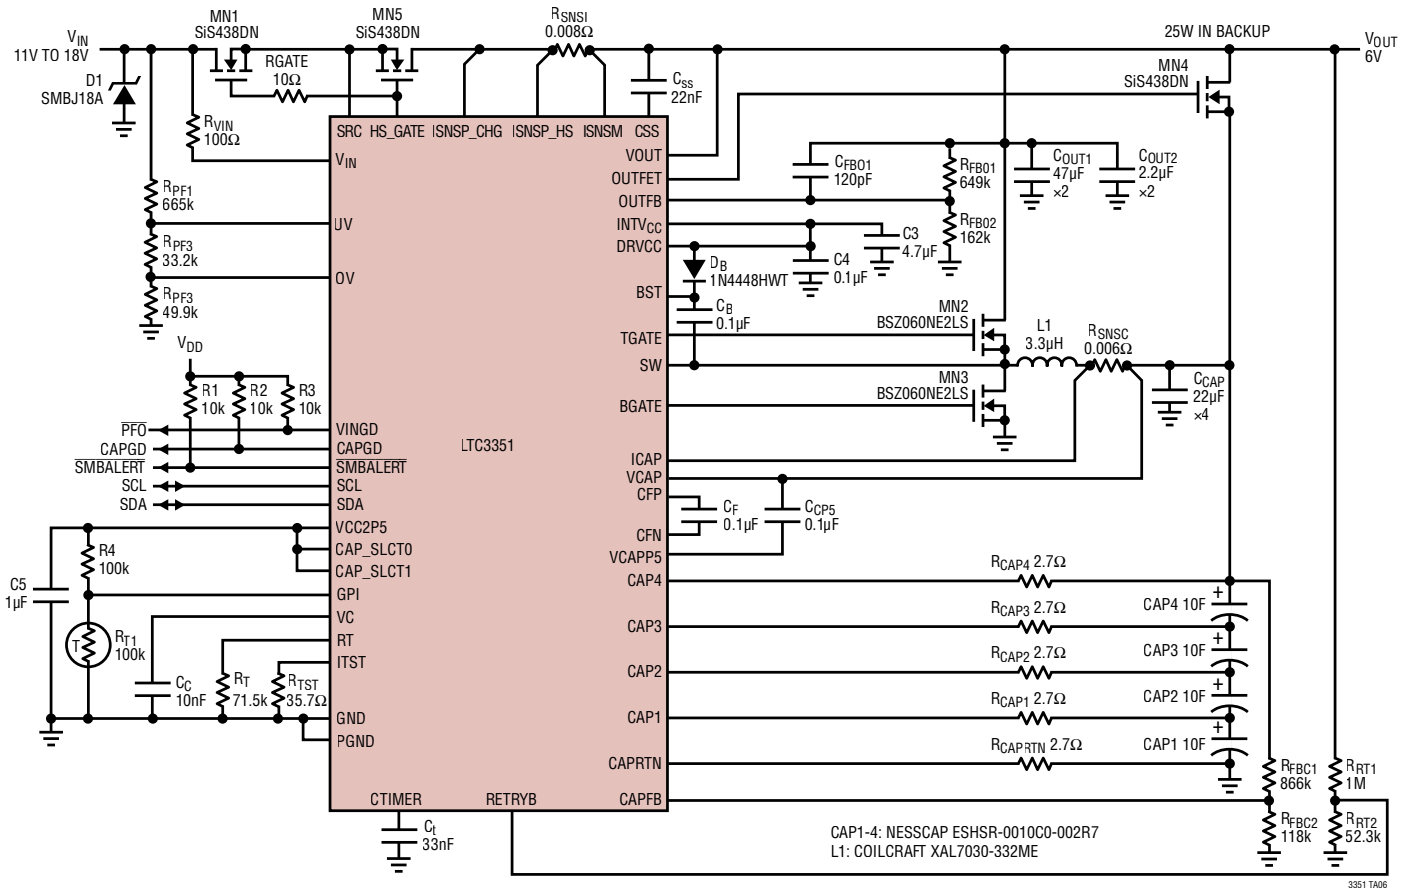 MN1
SiS438DN
MN5
SiS438DN
RSNSI
0.008Ω
25W IN BACKUP
VIN
11V TO 18V
VOUT
6V
D1
SMBJ18A
RGATE
10Ω
CSS
22nF
MN4
SiS438DN
RVIN
100Ω
SRC
HS_GATE
ISNSP_CHG
ISNSP_HS
ISNSM
CSS
VIN
VOUT
OUTFET
OUTFB
INTVCC
DRVCC
BST
TGATE
SW
BGATE
ICAP
VCAP
CFP
CFN
VCAPP5
CAP4
CAP3
CAP2
CAP1
CAPRTN
CAPFB
UV
OV
VINGD
CAPGD
SMBALERT
SCL
SDA
VCC2P5
CAP_SLCT0
CAP_SLCT1
GPI
VC
RT
ITST
GND
PGND
CTIMER
RETRYB
LTC3351
RPF1
665k
RPF3
33.2k
RPF3
49.9k
VDD
R1
10k
R2
10k
R3
10k
PFO
CAPGD
SMBALERT
SCL
SDA
R4
100k
C5
1µF
T
RT1
100k
CC
10nF
RT
71.5k
RTST
35.7Ω
Ct
33nF
CFBO1
120pF
RFBO1
649k
COUT1
47µF
×2
COUT2
2.2µF
×2
RFBO2
162k
C3
4.7µF
C4
0.1µF
DB
1N4448HWT
CB
0.1µF
MN2
BSZ060NE2LS
L1
3.3µH
RSNSC
0.006Ω
MN3
BSZ060NE2LS
CCAP
22µF
×4
CF
0.1µF
CCP5
0.1µF
RCAP4 2.7Ω
RCAP3 2.7Ω
RCAP2 2.7Ω
RCAP1 2.7Ω
RCAPRTN 2.7Ω
+
CAP4 10F
+
CAP3 10F
+
CAP2 10F
+
CAP1 10F
RFBC1
866k
RRT1
1M
RFBC2
118k
RRT2
52.3k
CAP1-4: NESSCAP ESHSR-0010C0-002R7
L1: COILCRAFT XAL7030-332ME
3351 TA06